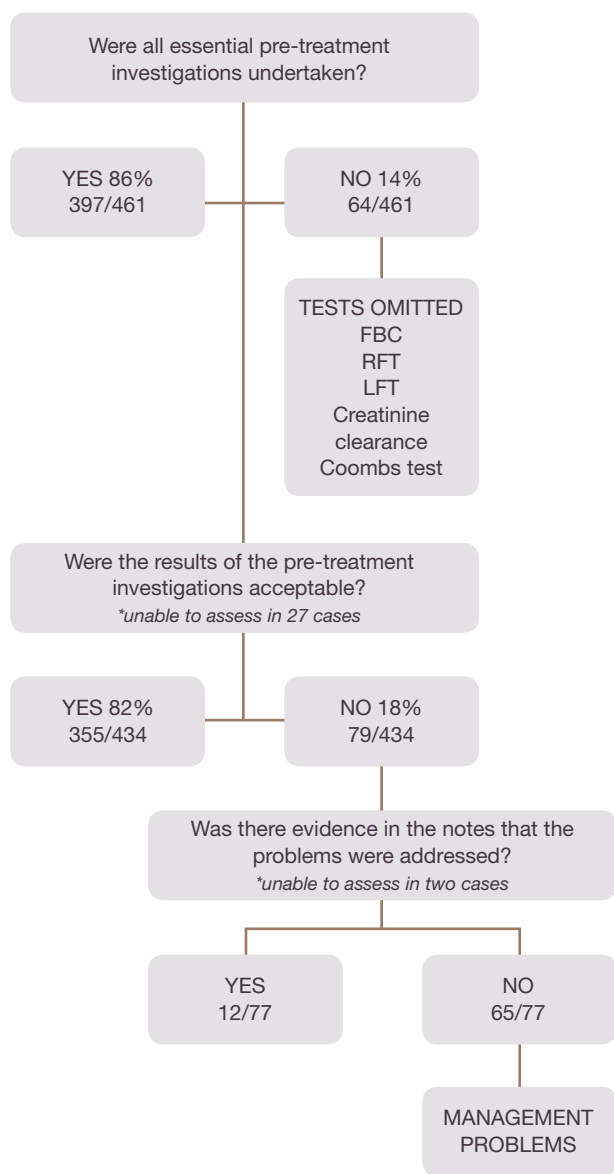 Were all essential pre-treatment
investigations undertaken?
YES 86%
397/461
NO 14%
64/461
TESTS OMITTED
FBC
RFT
LFT
Creatinine
clearance
Coombs test
Were the results of the pre-treatment
investigations acceptable?
*unable to assess in 27 cases
YES 82%
355/434
NO 18%
79/434
Was there evidence in the notes that the
problems were addressed?
*unable to assess in two cases
YES
12/77
NO
65/77
MANAGEMENT
PROBLEMS